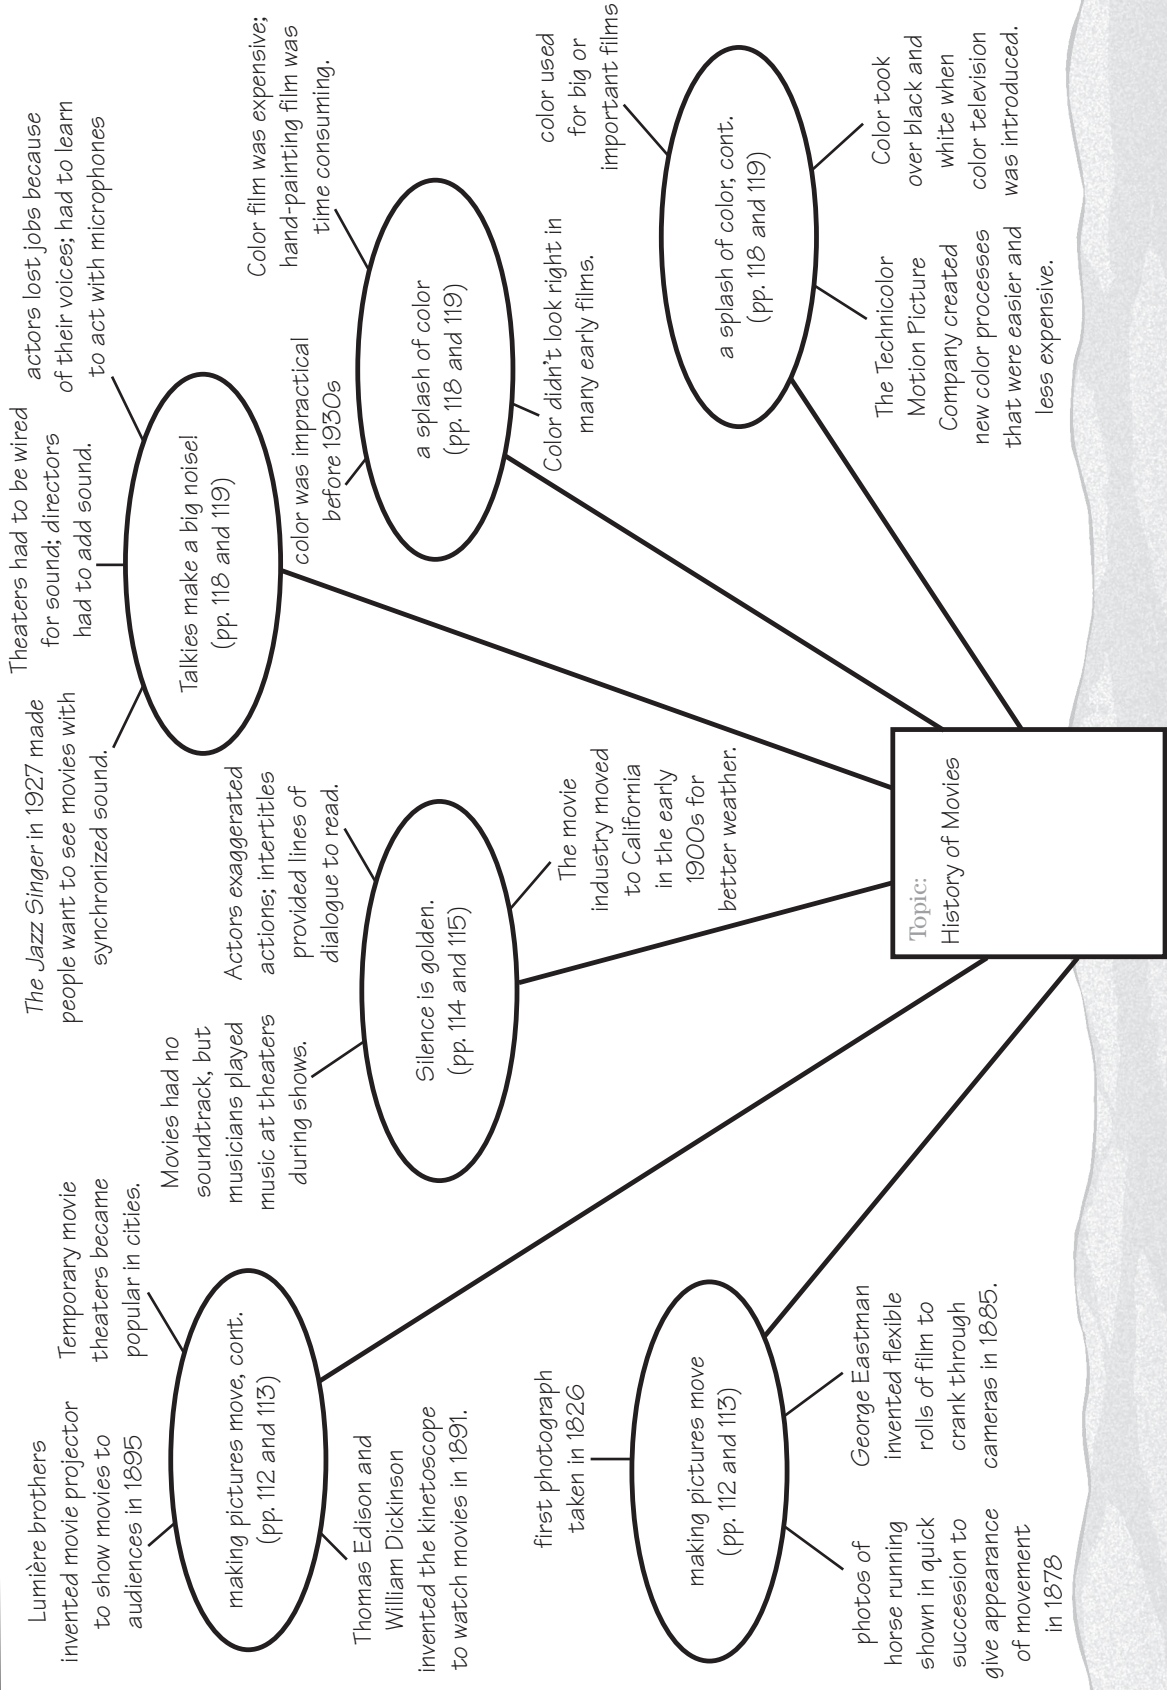 Topic:
History of Movies
making pictures move
(pp. 112 and 113)
first photograph
taken in 1826
photos of
horse running
shown in quick
succession to
give appearance
of movement
in 1878
George Eastman
invented flexible
rolls of film to
crank through
cameras in 1885.
making pictures move, cont.
(pp. 112 and 113)
Thomas Edison and
William Dickinson
invented the kinetoscope
to watch movies in 1891.
Lumière brothers
invented movie projector
to show movies to
audiences in 1895
Temporary movie
theaters became
popular in cities.
Silence is golden.
(pp. 114 and 115)
Movies had no
soundtrack, but
musicians played
music at theaters
during shows.
Actors exaggerated
actions; intertitles
provided lines of
dialogue to read.
The movie
industry moved
to California
in the early
1900s for
better weather.
Talkies make a big noise!
(pp. 118 and 119)
The Jazz Singer in 1927 made
people want to see movies with
synchronized sound.
Theaters had to be wired
for sound; directors
had to add sound.
actors lost jobs because
of their voices; had to learn
to act with microphones
a splash of color
(pp. 118 and 119)
color was impractical
before 1930s
Color film was expensive;
hand-painting film was
time consuming.
Color didn't look right in
many early films.
a splash of color, cont.
(pp. 118 and 119)
color used
for big or
important films
The Technicolor
Motion Picture
Company created
new color processes
that were easier and
less expensive.
Color took
over black and
white when
color television
was introduced.